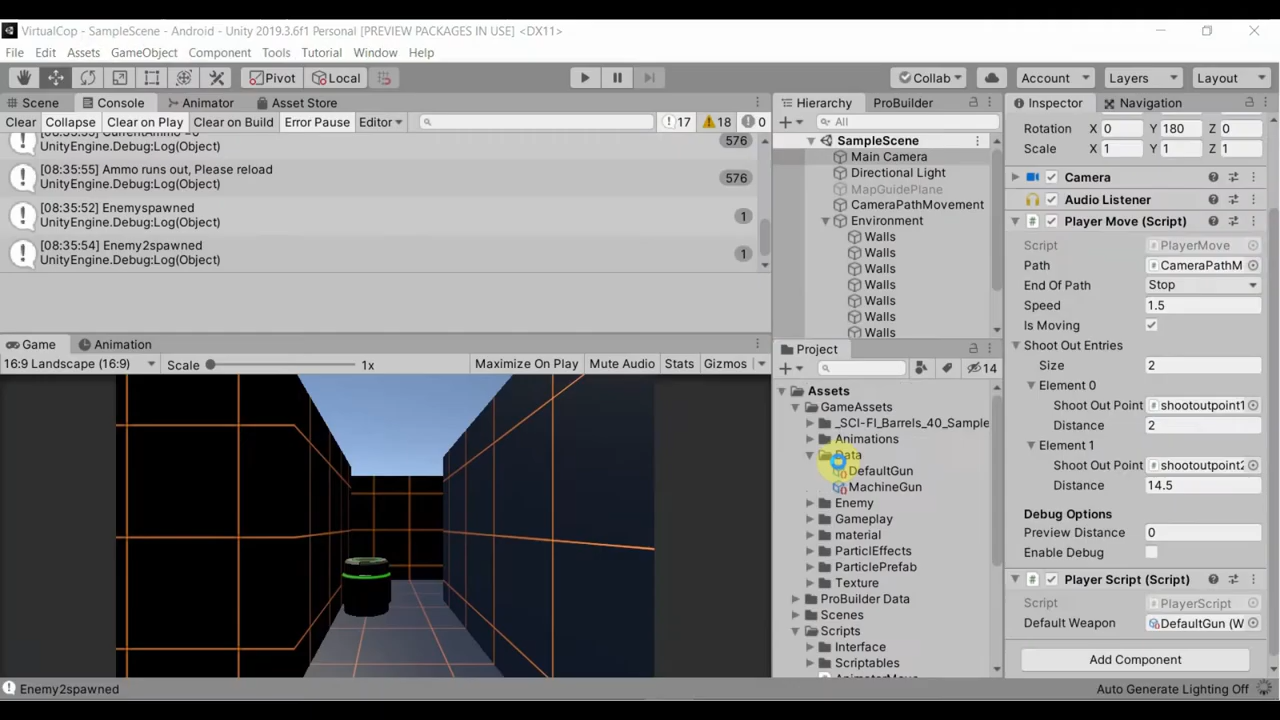 VirtualCop - SampleScene - Android - Unity 2019.3.6f1 Personal [PREVIEW PACKAGES IN USE] <DX11>
File Edit Assets GameObject Component Tools Tutorial Window Help
Pivot Local Collab Account Layers Layout
Scene Console Animator Asset Store
Clear Collapse Clear on Play Clear on Build Error Pause Editor 17 18 0
UnityEngine.Debug:Log(Object) 576
[08:35:55] Ammo runs out, Please reload
UnityEngine.Debug:Log(Object) 576
[08:35:52] Enemyspawned
UnityEngine.Debug:Log(Object) 1
[08:35:54] Enemy2spawned
UnityEngine.Debug:Log(Object) 1
Game Animation
16:9 Landscape (16:9) Scale 1x Maximize On Play Mute Audio Stats Gizmos
Enemy2spawned
Hierarchy ProBuilder
All
SampleScene
Main Camera
Directional Light
MapGuidePlane
CameraPathMovement
Environment
Walls
Walls
Walls
Walls
Walls
Walls
Walls
Project
14
Assets
GameAssets
_SCI-FI_Barrels_40_Sample
Animations
Data
DefaultGun
MachineGun
Enemy
Gameplay
material
ParticlEffects
ParticlePrefab
Texture
ProBuilder Data
Scenes
Scripts
Interface
Scriptables
Inspector Navigation
Rotation X 0 Y 180 Z 0
Scale X 1 Y 1 Z 1
Camera
Audio Listener
# Player Move (Script)
Script PlayerMove
Path CameraPathM
End Of Path Stop
Speed 1.5
Is Moving
Shoot Out Entries
Size 2
Element 0
Shoot Out Point shootoutpoint1
Distance 2
Element 1
Shoot Out Point shootoutpoint2
Distance 14.5
Debug Options
Preview Distance 0
Enable Debug
# Player Script (Script)
Script PlayerScript
Default Weapon DefaultGun (W
Add Component
Auto Generate Lighting Off